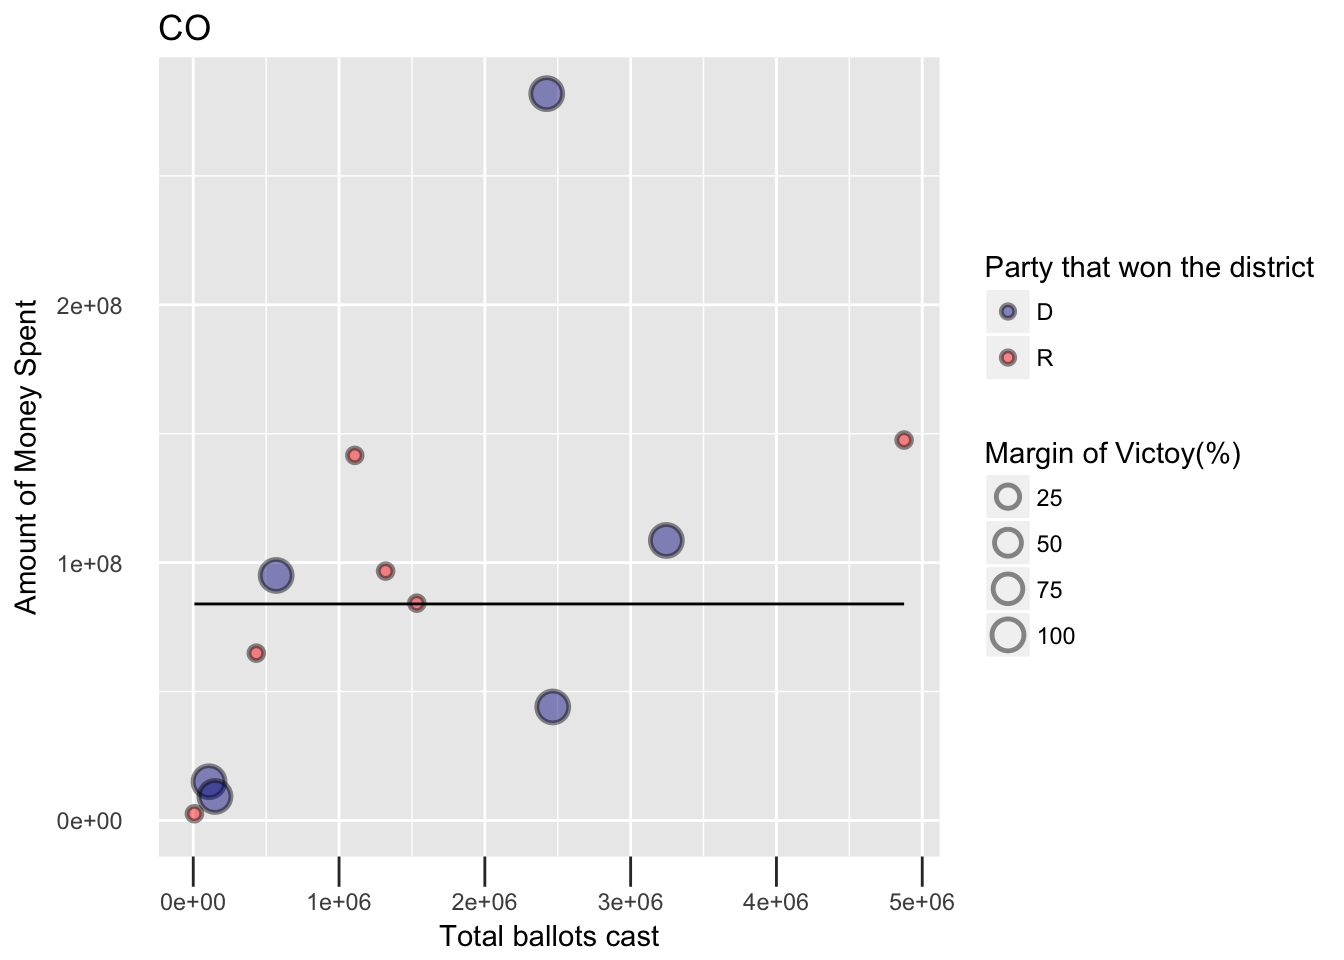 CO
Amount of Money Spent
2e+08
1e+08
0e+00
0e+00 1e+06 2e+06 3e+06 4e+06 5e+06
Total ballots cast
Party that won the district
D
R
Margin of Victoy(%)
25
50
75
100